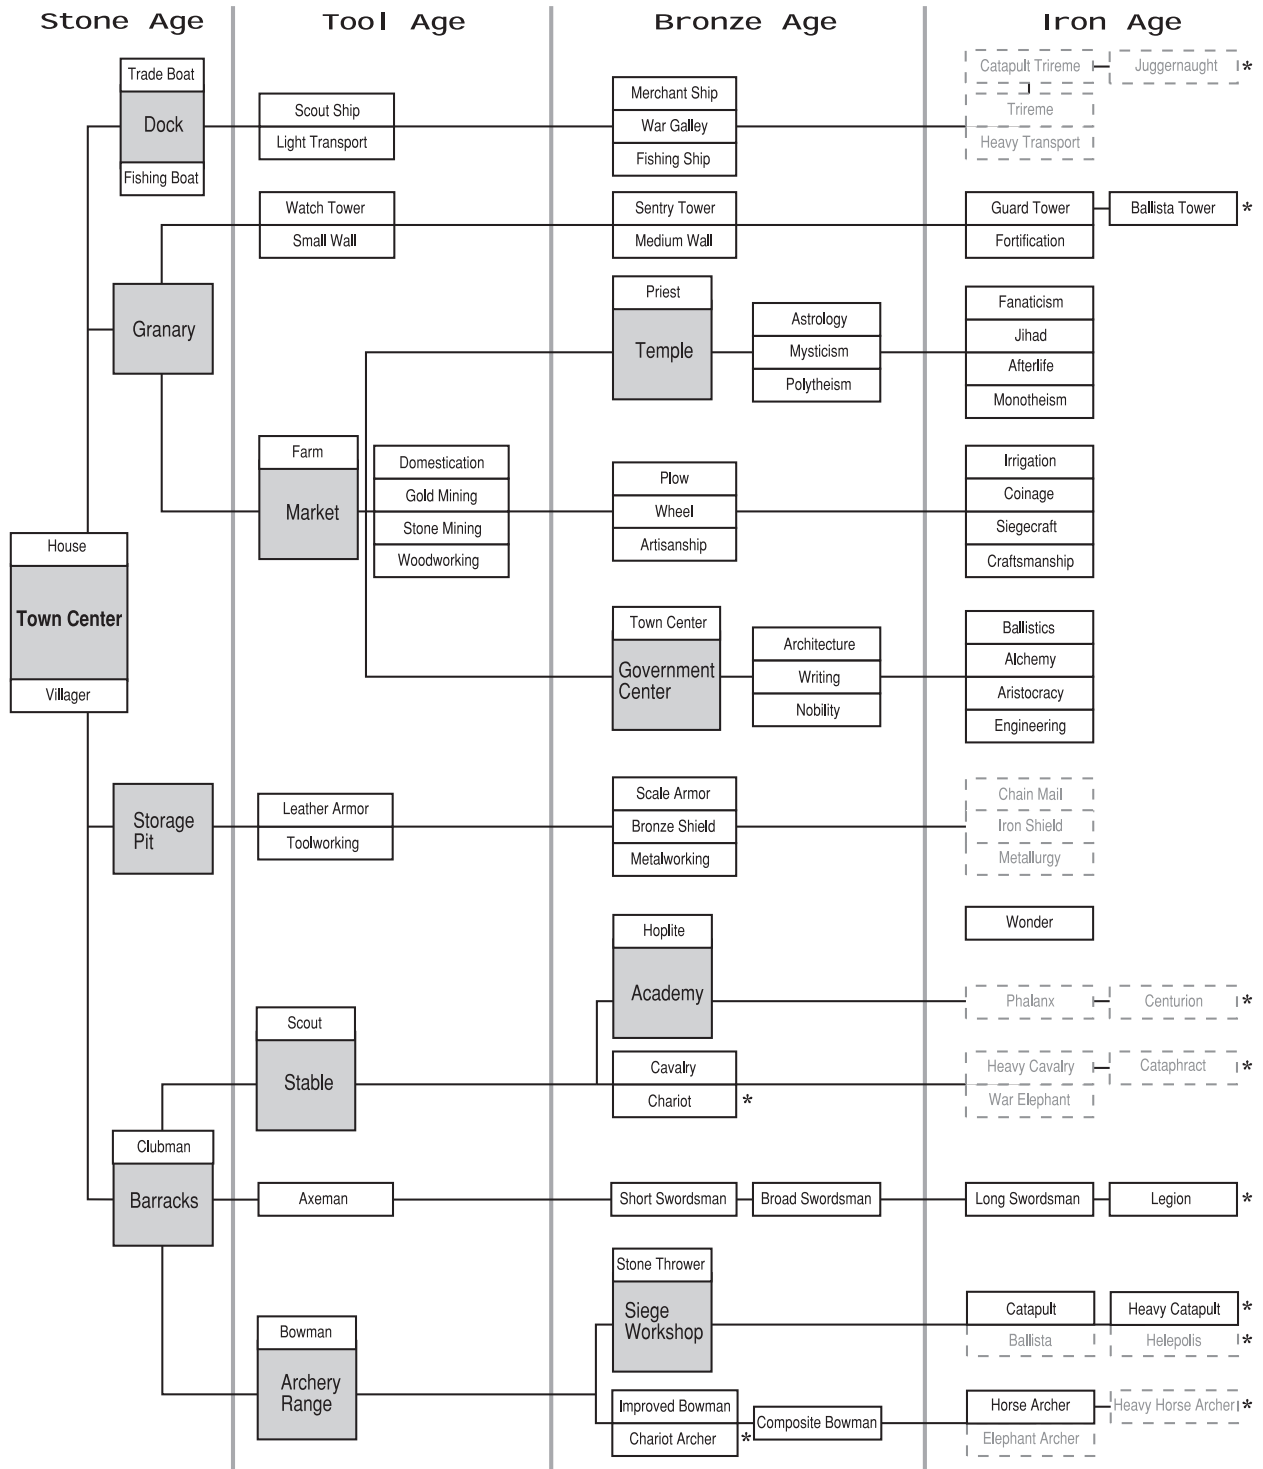 Stone Age
Tool Age
Bronze Age
Iron Age
Trade Boat
Dock
Fishing Boat
Scout Ship
Light Transport
Merchant Ship
War Galley
Fishing Ship
Catapult Trireme
Juggernaught *
Trireme
Heavy Transport
Watch Tower
Small Wall
Sentry Tower
Medium Wall
Guard Tower
Ballista Tower *
Fortification
Granary
Priest
Temple
Astrology
Mysticism
Polytheism
Fanaticism
Jihad
Afterlife
Monotheism
Farm
Market
Domestication
Gold Mining
Stone Mining
Woodworking
Plow
Wheel
Artisanship
Irrigation
Coinage
Siegecraft
Craftsmanship
House
Town Center
Villager
Town Center
Government
Center
Architecture
Writing
Nobility
Ballistics
Alchemy
Aristocracy
Engineering
Storage
Pit
Leather Armor
Toolworking
Scale Armor
Bronze Shield
Metalworking
Chain Mail
Iron Shield
Metallurgy
Wonder
Hoplite
Academy
Phalanx
Centurion *
Scout
Stable
Cavalry
Chariot *
Heavy Cavalry
Cataphract *
War Elephant
Clubman
Barracks
Axeman
Short Swordsman
Broad Swordsman
Long Swordsman
Legion *
Stone Thrower
Siege
Workshop
Catapult
Heavy Catapult *
Ballista
Helepolis *
Bowman
Archery
Range
Improved Bowman
Chariot Archer *
Composite Bowman
Horse Archer
Heavy Horse Archer *
Elephant Archer